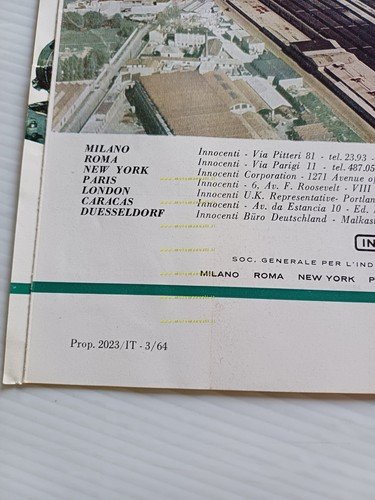 MILANO Innocenti - Via Pitteri 81 - tel. 23.93
ROMA Innocenti - Via Parigi 11 - tel. 487.05
NEW YORK Innocenti Corporation - 1271 Avenue o
PARIS Innocenti - 6, Av. F. Roosevelt - VIII
LONDON Innocenti U.K. Representative- Portlan
CARACAS Innocenti - Av. da Estancia 10 - Ed.
DUESSELDORF Innocenti Büro Deutschland - Malkas
IN
SOC. GENERALE PER L'IND
MILANO ROMA NEW YORK P
Prop. 2023/IT - 3/64